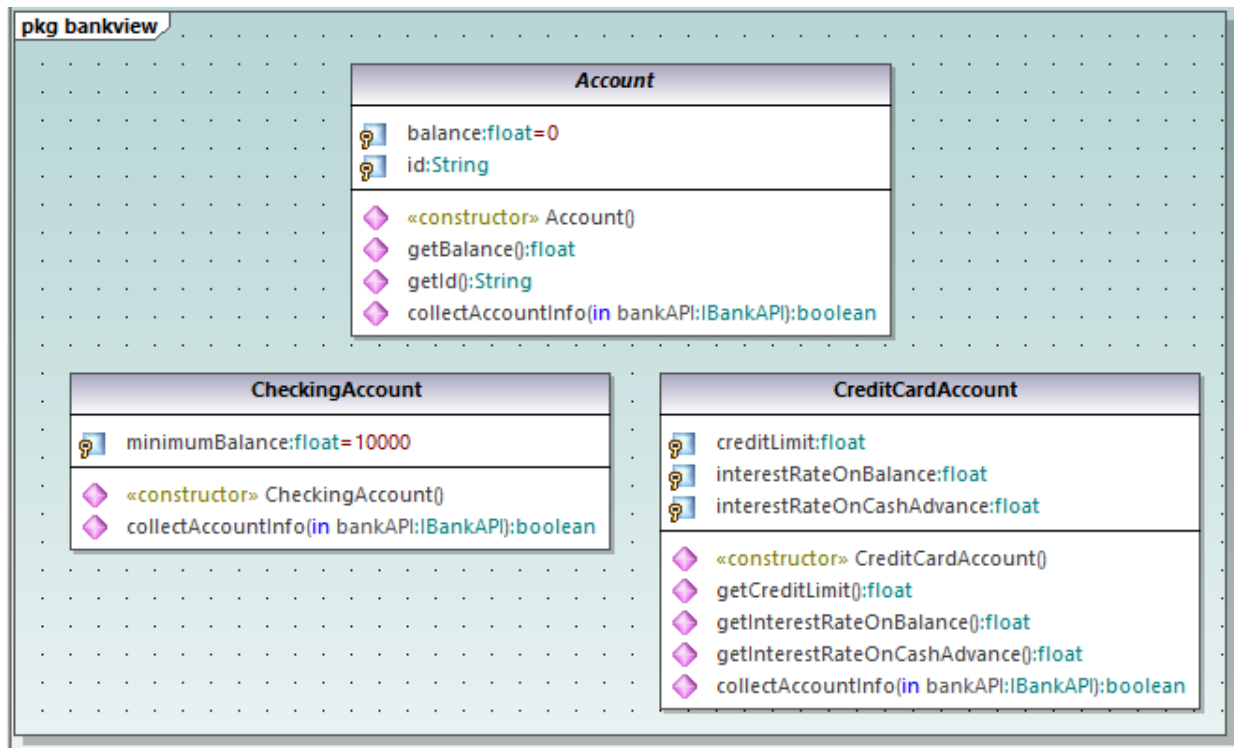 pkg bankview
Account
balance:float=0
id:String
«constructor» Account()
getBalance():float
getId():String
collectAccountInfo(in bankAPI:IBankAPI):boolean
CheckingAccount
minimumBalance:float=10000
«constructor» CheckingAccount()
collectAccountInfo(in bankAPI:IBankAPI):boolean
CreditCardAccount
creditLimit:float
interestRateOnBalance:float
interestRateOnCashAdvance:float
«constructor» CreditCardAccount()
getCreditLimit():float
getInterestRateOnBalance():float
getInterestRateOnCashAdvance():float
collectAccountInfo(in bankAPI:IBankAPI):boolean